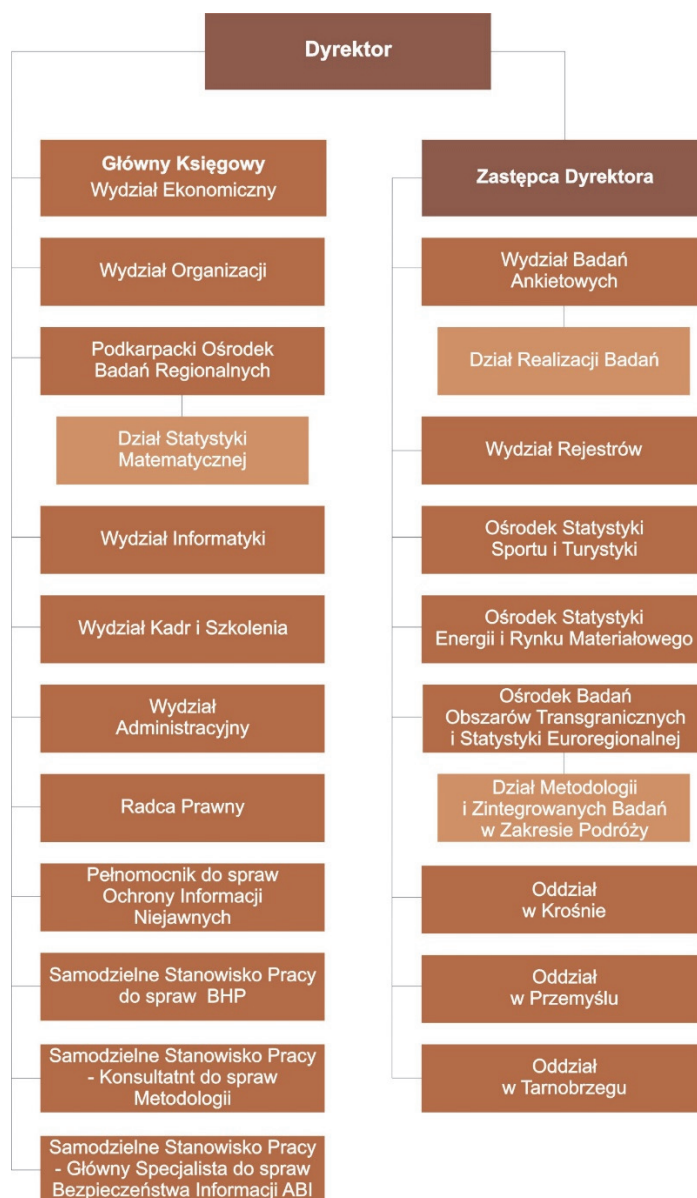 Dyrektor
Główny Księgowy
Wydział Ekonomiczny
Wydział Organizacji
Podkarpacki Ośrodek
Badań Regionalnych
Dział Statystyki
Matematycznej
Wydział Informatyki
Wydział Kadr i Szkolenia
Wydział
Administracyjny
Radca Prawny
Pełnomocnik do spraw
Ochrony Informacji
Niejawnych
Samodzielne Stanowisko Pracy
do spraw BHP
Samodzielne Stanowisko Pracy
- Konsultatnt do spraw
Metodologii
Samodzielne Stanowisko Pracy
- Główny Specjalista do spraw
Bezpieczeństwa Informacji ABI
Zastępca Dyrektora
Wydział Badań
Ankietowych
Dział Realizacji Badań
Wydział Rejestrów
Ośrodek Statystyki
Sportu i Turystyki
Ośrodek Statystyki
Energii i Rynku Materiałowego
Ośrodek Badań
Obszarów Transgranicznych
i Statystyki Euroregionalnej
Dział Metodologii
i Zintegrowanych Badań
w Zakresie Podróży
Oddział
w Krośnie
Oddział
w Przemyślu
Oddział
w Tarnobrzegu